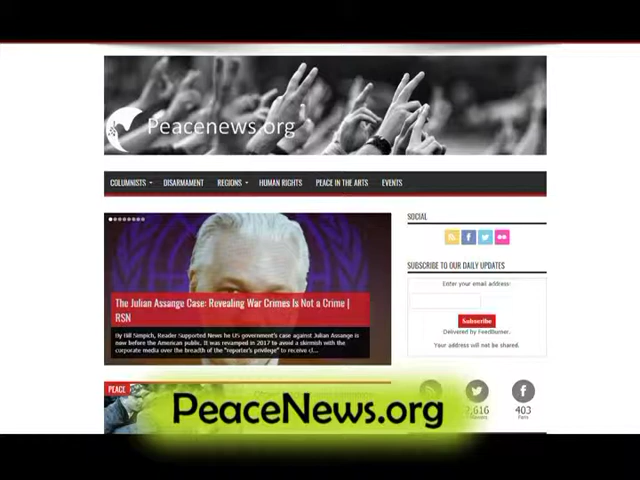 Peacenews.org
COLUMNISTS DISARMAMENT REGIONS HUMAN RIGHTS PEACE IN THE ARTS EVENTS
The Julian Assange Case: Revealing War Crimes Is Not a Crime |
RSN
By Bill Simpich, Reader Supported News he US government's case against Julian Assange is
now before the American public. It was revamped in 2017 to avoid a skirmish with the
corporate media over the breadth of the "reporter's privilege" to receive cl...
SOCIAL
SUBSCRIBE TO OUR DAILY UPDATES
Enter your email address:
Subscribe
Delivered by FeedBurner.
Your address will not be shared.
PEACE
403
Fans
PeaceNews.org